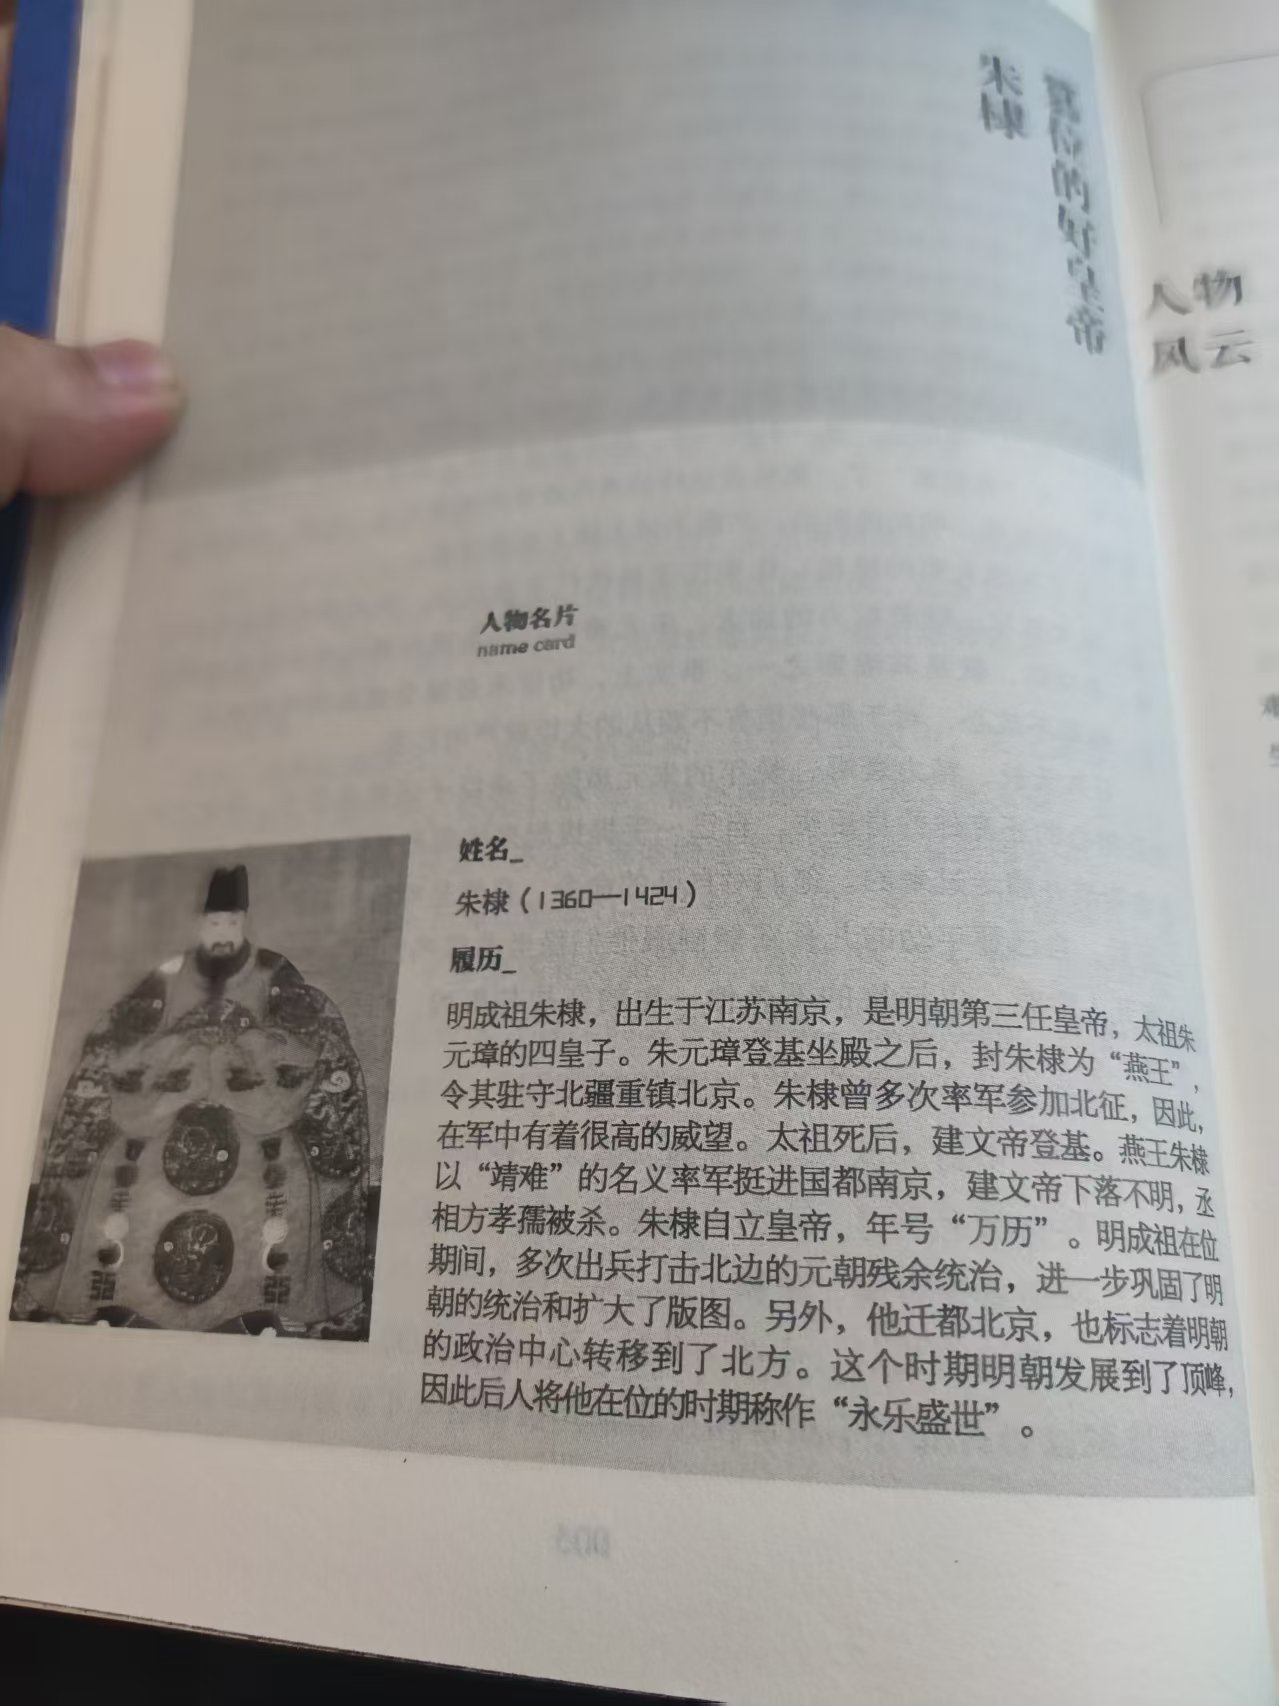 朱棣
位的好皇帝
人物
风云
人物名片
name card
姓名_
朱棣（1360—1424）
履历_
明成祖朱棣，出生于江苏南京，是明朝第三任皇帝，太祖朱
元璋的四皇子。朱元璋登基坐殿之后，封朱棣为“燕王”，
令其驻守北疆重镇北京。朱棣曾多次率军参加北征，因此，
在军中有着很高的威望。太祖死后，建文帝登基。燕王朱棣
以“靖难”的名义率军挺进国都南京，建文帝下落不明，丞
相方孝孺被杀。朱棣自立皇帝，年号“万历”。明成祖在位
期间，多次出兵打击北边的元朝残余统治，进一步巩固了明
朝的统治和扩大了版图。另外，他迁都北京，也标志着明朝
的政治中心转移到了北方。这个时期明朝发展到了顶峰，
因此后人将他在位的时期称作“永乐盛世”。